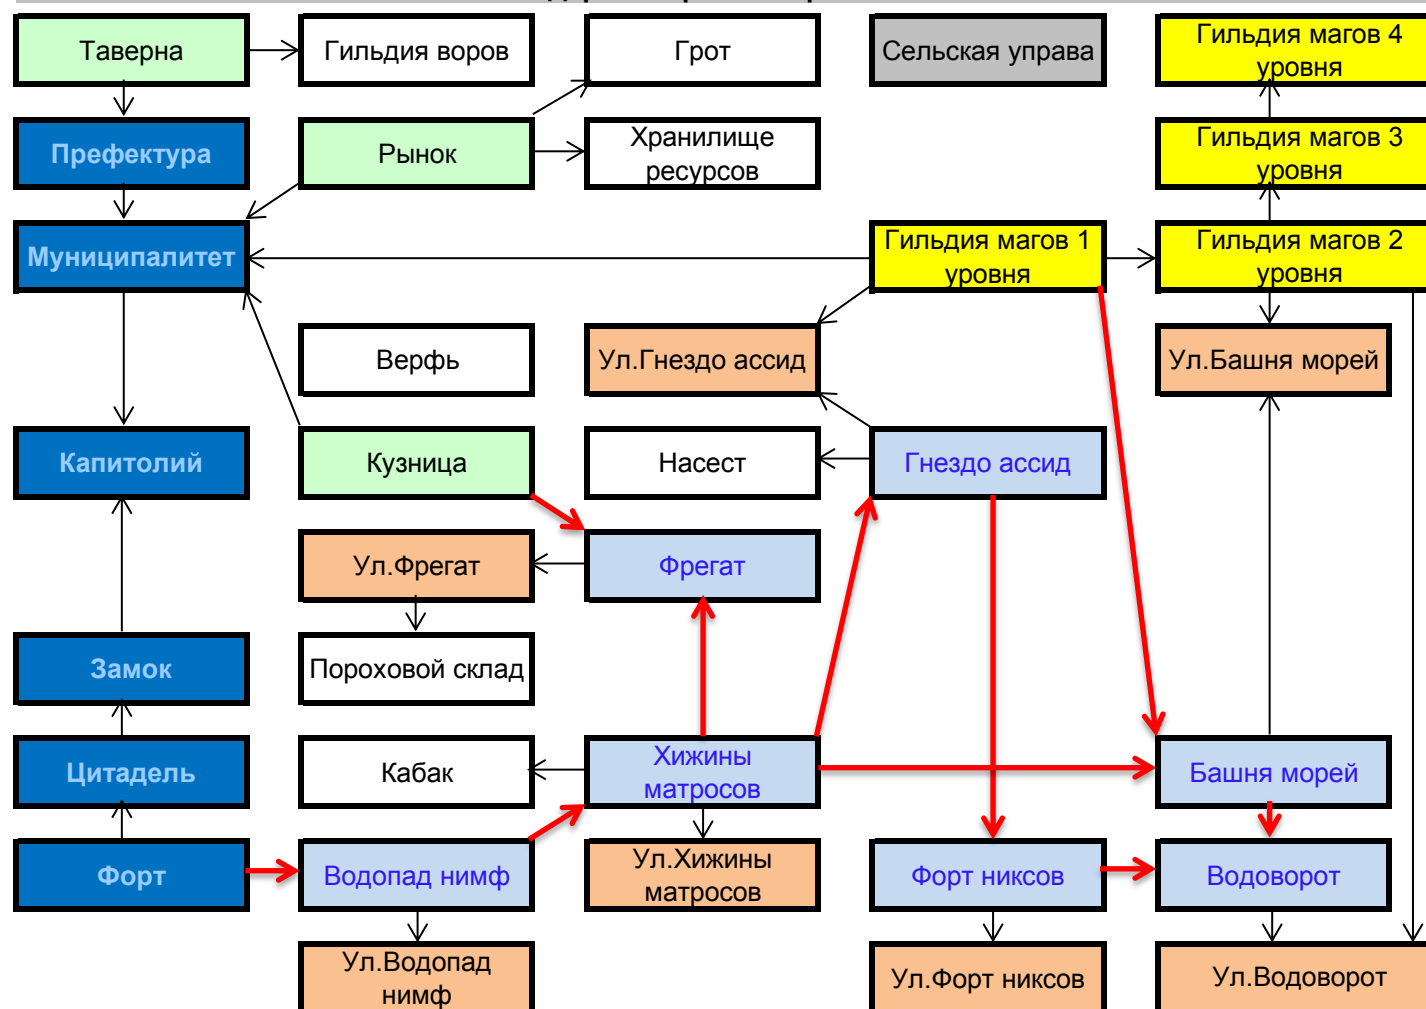 Таверна
Гильдия воров
Грот
Сельская управа
Гильдия магов 4
уровня
Префектура
Рынок
Хранилище
ресурсов
Гильдия магов 3
уровня
Муниципалитет
Гильдия магов 1
уровня
Гильдия магов 2
уровня
Верфь
Ул.Гнездо ассид
Ул.Башня морей
Капитолий
Кузница
Насест
Гнездо ассид
Ул.Фрегат
Фрегат
Замок
Пороховой склад
Цитадель
Кабак
Хижины
матросов
Башня морей
Форт
Водопад нимф
Ул.Хижины
матросов
Форт никсов
Водоворот
Ул.Водопад
нимф
Ул.Форт никсов
Ул.Водоворот